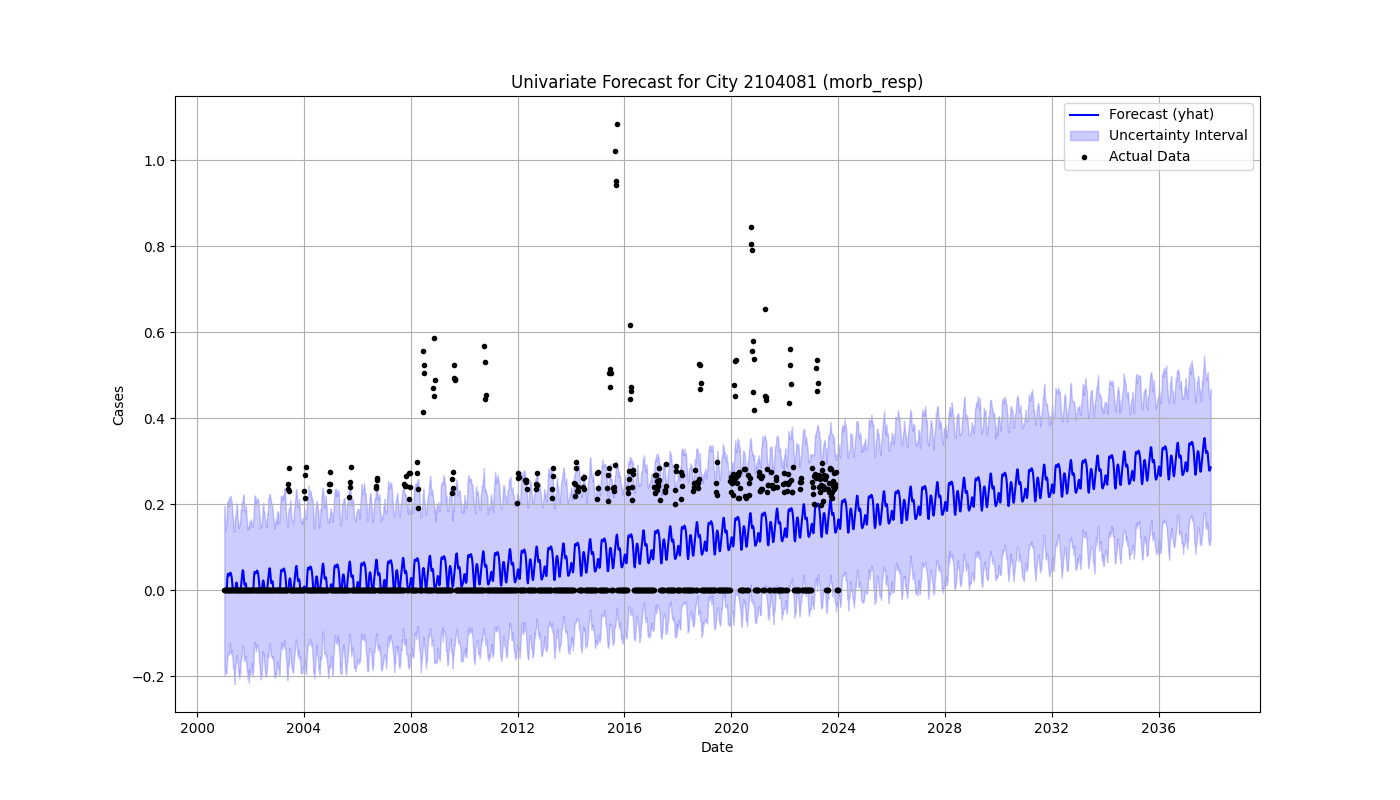 Univariate Forecast for City 2104081 (morb_resp)
Forecast (yhat)
Uncertainty Interval
Actual Data
1.0
0.8
0.6
0.4
0.2
0.0
−0.2
Cases
2000 2004 2008 2012 2016 2020 2024 2028 2032 2036
Date